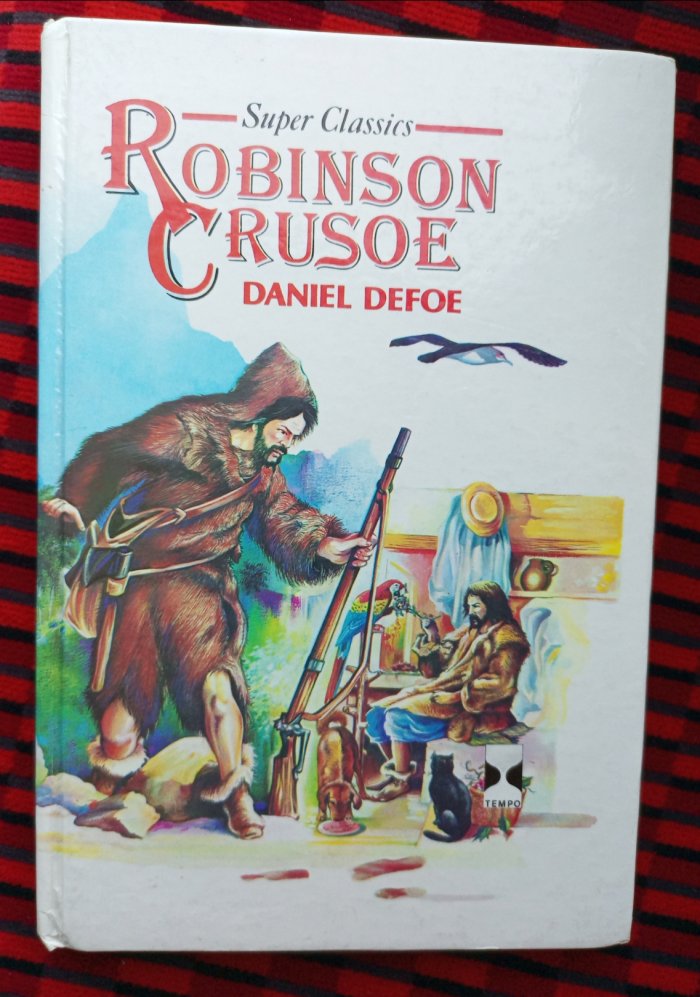 Super Classics
ROBINSON
CRUSOE
DANIEL DEFOE
TEMPO